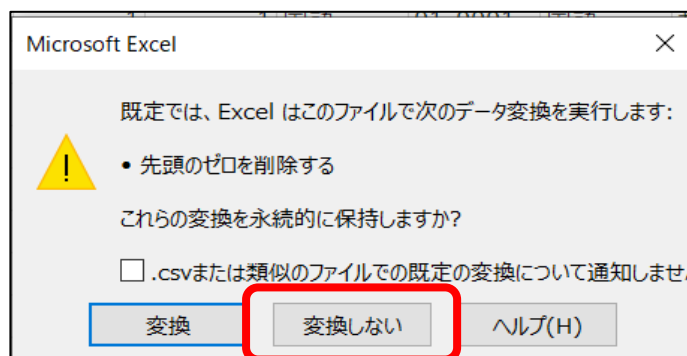 Microsoft Excel
既定では、Excel はこのファイルで次のデータ変換を実行します:
• 先頭のゼロを削除する
これらの変換を永続的に保持しますか?
.csvまたは類似のファイルでの既定の変換について通知しませ
変換 変換しない ヘルプ(H)